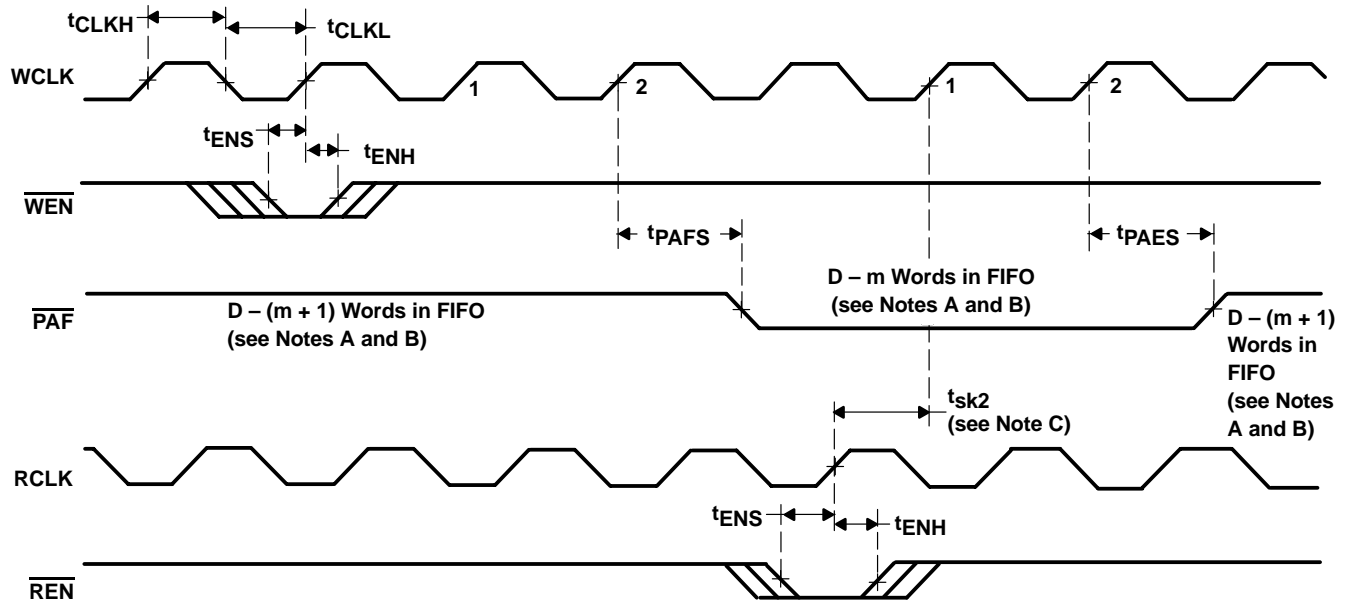 tCLKH
tCLKL
WCLK
1
2
1
2
tENS
tENH
WEN
tPAFS
tPAES
PAF
D – (m + 1) Words in FIFO
(see Notes A and B)
D – m Words in FIFO
(see Notes A and B)
D – (m + 1)
Words in
FIFO
(see Notes
A and B)
tsk2
(see Note C)
RCLK
tENS
tENH
REN